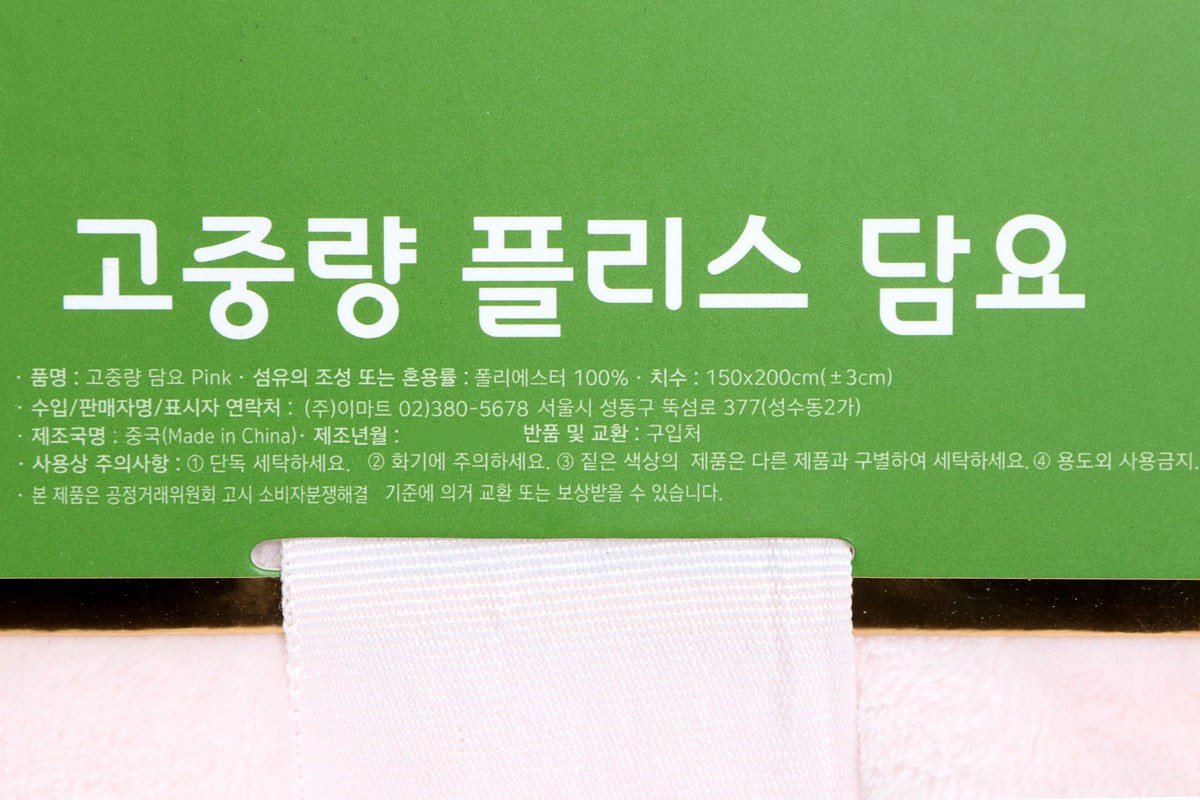 고중량 플리스 담요
· 품명 : 고중량 담요 Pink · 섬유의 조성 또는 혼용률 : 폴리에스터 100% · 치수 : 150x200cm(±3cm)
· 수입/판매자명/표시자 연락처 : (주)이마트 02)380-5678 서울시 성동구 뚝섬로 377(성수동2가)
· 제조국명 : 중국(Made in China)· 제조년월 : 반품 및 교환 : 구입처
· 사용상 주의사항 : ① 단독 세탁하세요. ② 화기에 주의하세요. ③ 짙은 색상의 제품은 다른 제품과 구별하여 세탁하세요. ④ 용도외 사용금지.
· 본 제품은 공정거래위원회 고시 소비자분쟁해결 기준에 의거 교환 또는 보상받을 수 있습니다.